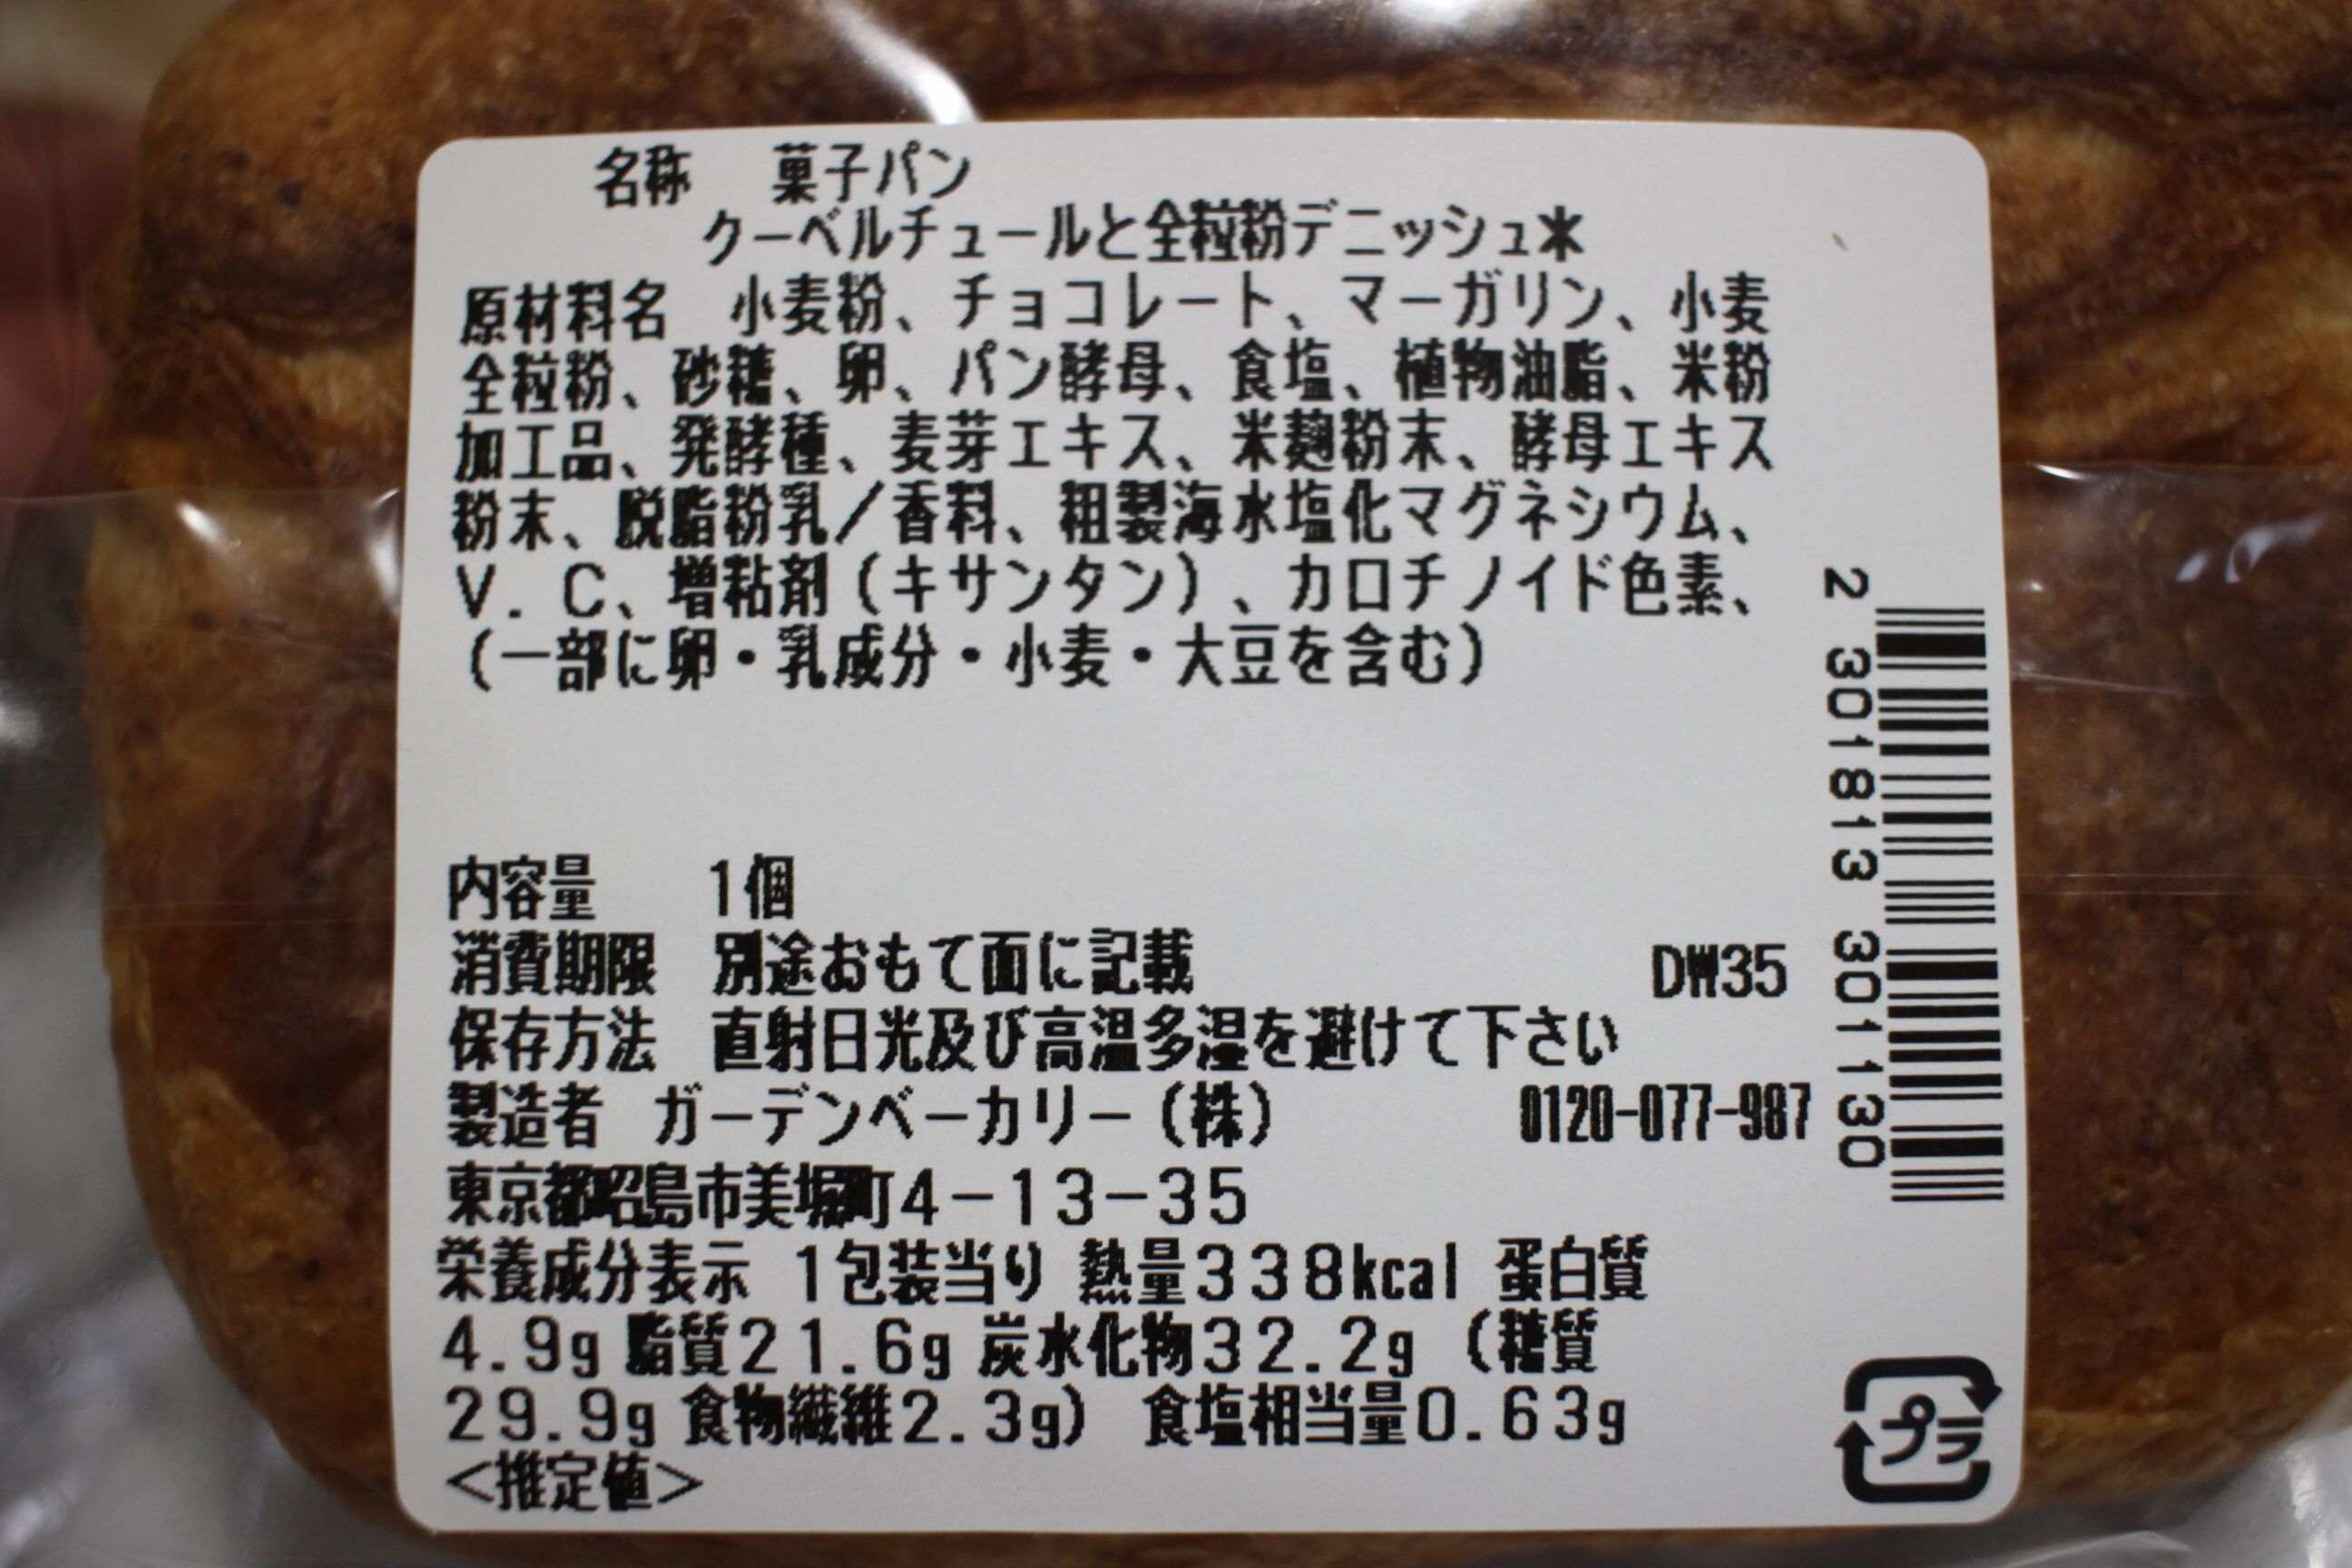 名称 菓子パン
クーベルチュールと全粒粉デニッシュ*
原材料名 小麦粉、チョコレート、マーガリン、小麦
全粒粉、砂糖、卵、パン酵母、食塩、植物油脂、米粉
加工品、発酵種、麦芽エキス、米麹粉末、酵母エキス
粉末、脱脂粉乳/香料、粗製海水塩化マグネシウム、
V.C、増粘剤(キサンタン)、カロチノイド色素、
(一部に卵・乳成分・小麦・大豆を含む)
内容量 1個
消費期限 別途おもて面に記載 DW35
保存方法 直射日光及び高温多湿を避けて下さい
製造者 ガーデンベーカリー(株) 0120-077-987
東京都昭島市美堀町4-13-35
栄養成分表示 1包装当り 熱量338kcal 蛋白質
4.9g 脂質21.6g 炭水化物32.2g (糖質
29.9g 食物繊維2.3g) 食塩相当量0.63g
<推定値>
2 301813 301130
プラ